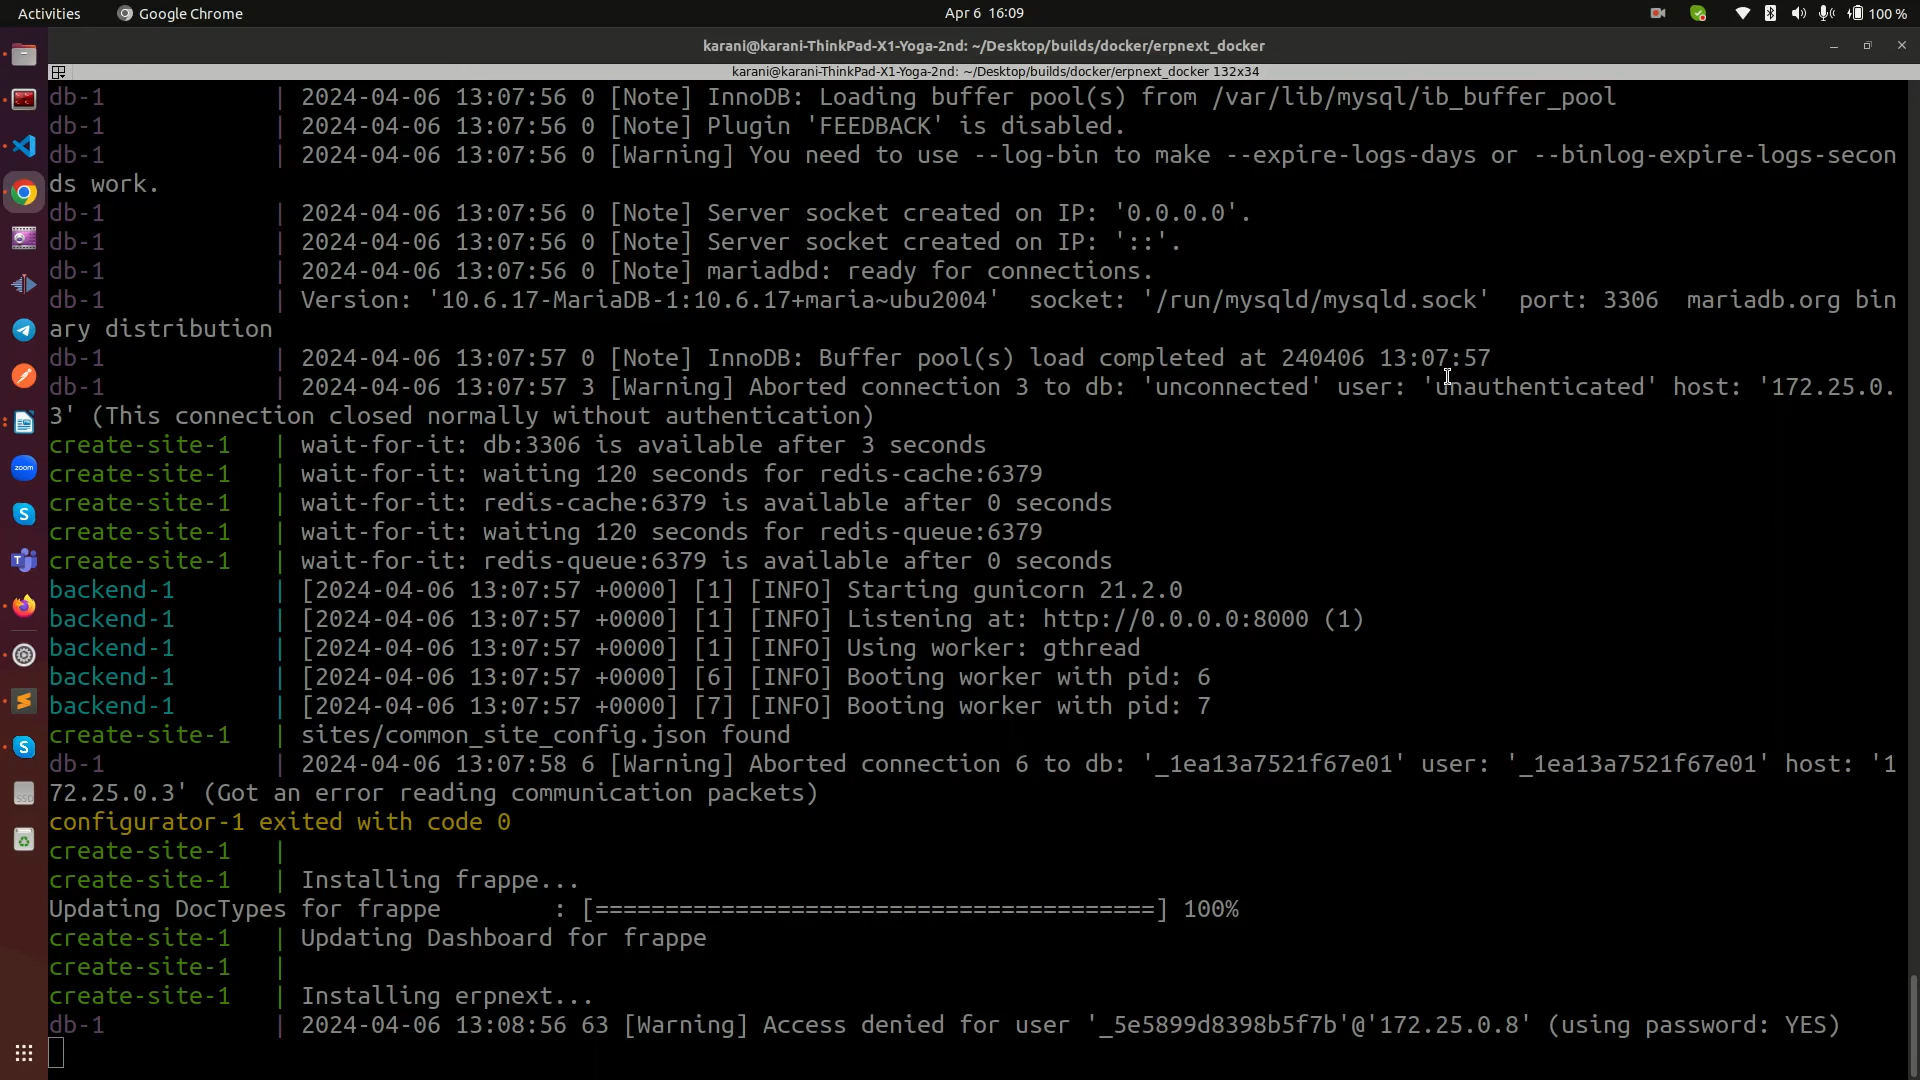 Activities Google Chrome Apr 6 16:09 100 %
karani@karani-ThinkPad-X1-Yoga-2nd: ~/Desktop/builds/docker/erpnext_docker
karani@karani-ThinkPad-X1-Yoga-2nd: ~/Desktop/builds/docker/erpnext_docker 132x34
db-1 | 2024-04-06 13:07:56 0 [Note] InnoDB: Loading buffer pool(s) from /var/lib/mysql/ib_buffer_pool
db-1 | 2024-04-06 13:07:56 0 [Note] Plugin 'FEEDBACK' is disabled.
db-1 | 2024-04-06 13:07:56 0 [Warning] You need to use --log-bin to make --expire-logs-days or --binlog-expire-logs-secon
ds work.
db-1 | 2024-04-06 13:07:56 0 [Note] Server socket created on IP: '0.0.0.0'.
db-1 | 2024-04-06 13:07:56 0 [Note] Server socket created on IP: '::'.
db-1 | 2024-04-06 13:07:56 0 [Note] mariadbd: ready for connections.
db-1 | Version: '10.6.17-MariaDB-1:10.6.17+maria~ubu2004' socket: '/run/mysqld/mysqld.sock' port: 3306 mariadb.org bin
ary distribution
db-1 | 2024-04-06 13:07:57 0 [Note] InnoDB: Buffer pool(s) load completed at 240406 13:07:57
db-1 | 2024-04-06 13:07:57 3 [Warning] Aborted connection 3 to db: 'unconnected' user: 'unauthenticated' host: '172.25.0.
3' (This connection closed normally without authentication)
create-site-1 | wait-for-it: db:3306 is available after 3 seconds
create-site-1 | wait-for-it: waiting 120 seconds for redis-cache:6379
create-site-1 | wait-for-it: redis-cache:6379 is available after 0 seconds
create-site-1 | wait-for-it: waiting 120 seconds for redis-queue:6379
create-site-1 | wait-for-it: redis-queue:6379 is available after 0 seconds
backend-1 | [2024-04-06 13:07:57 +0000] [1] [INFO] Starting gunicorn 21.2.0
backend-1 | [2024-04-06 13:07:57 +0000] [1] [INFO] Listening at: http://0.0.0.0:8000 (1)
backend-1 | [2024-04-06 13:07:57 +0000] [1] [INFO] Using worker: gthread
backend-1 | [2024-04-06 13:07:57 +0000] [6] [INFO] Booting worker with pid: 6
backend-1 | [2024-04-06 13:07:57 +0000] [7] [INFO] Booting worker with pid: 7
create-site-1 | sites/common_site_config.json found
db-1 | 2024-04-06 13:07:58 6 [Warning] Aborted connection 6 to db: '_1ea13a7521f67e01' user: '_1ea13a7521f67e01' host: '1
72.25.0.3' (Got an error reading communication packets)
configurator-1 exited with code 0
create-site-1 |
create-site-1 | Installing frappe...
Updating DocTypes for frappe : [========================================] 100%
create-site-1 | Updating Dashboard for frappe
create-site-1 |
create-site-1 | Installing erpnext...
db-1 | 2024-04-06 13:08:56 63 [Warning] Access denied for user '_5e5899d8398b5f7b'@'172.25.0.8' (using password: YES)
zoom
SSD